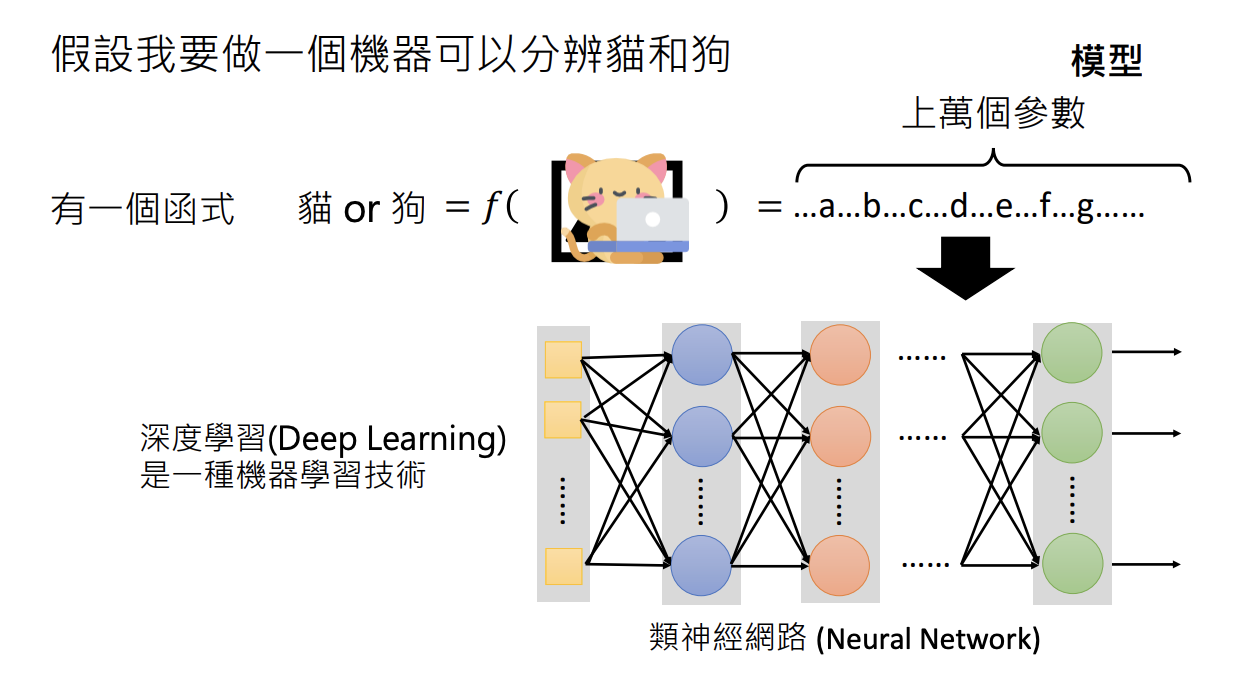 假設我要做一個機器可以分辨貓和狗
模型
上萬個參數
有一個函式 貓 or 狗 = f( ) = …a…b…c…d…e…f…g……
……
……
深度學習(Deep Learning)
是一種機器學習技術
……
……
……
……
……
類神經網路 (Neural Network)